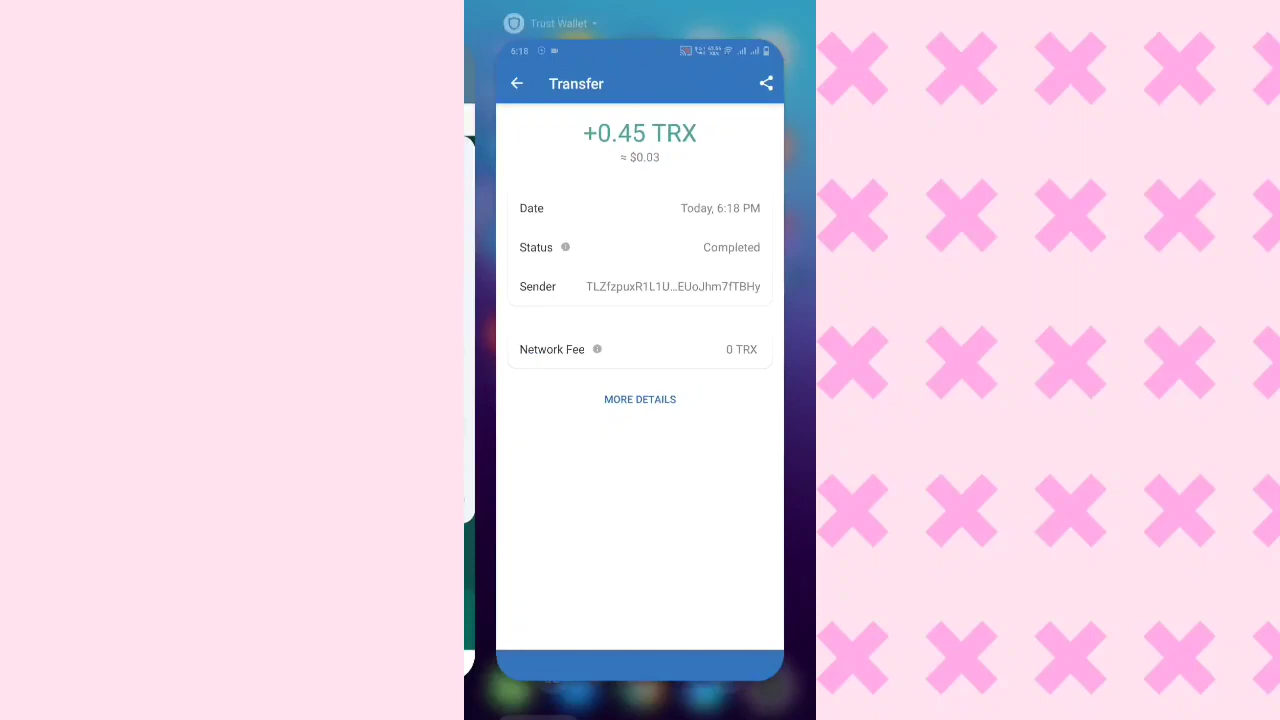 Trust Wallet
6:18
Transfer
+0.45 TRX
≈ $0.03
Date Today, 6:18 PM
Status Completed
Sender TLZfzpuxR1L1U...EUoJhm7fTBHy
Network Fee 0 TRX
MORE DETAILS